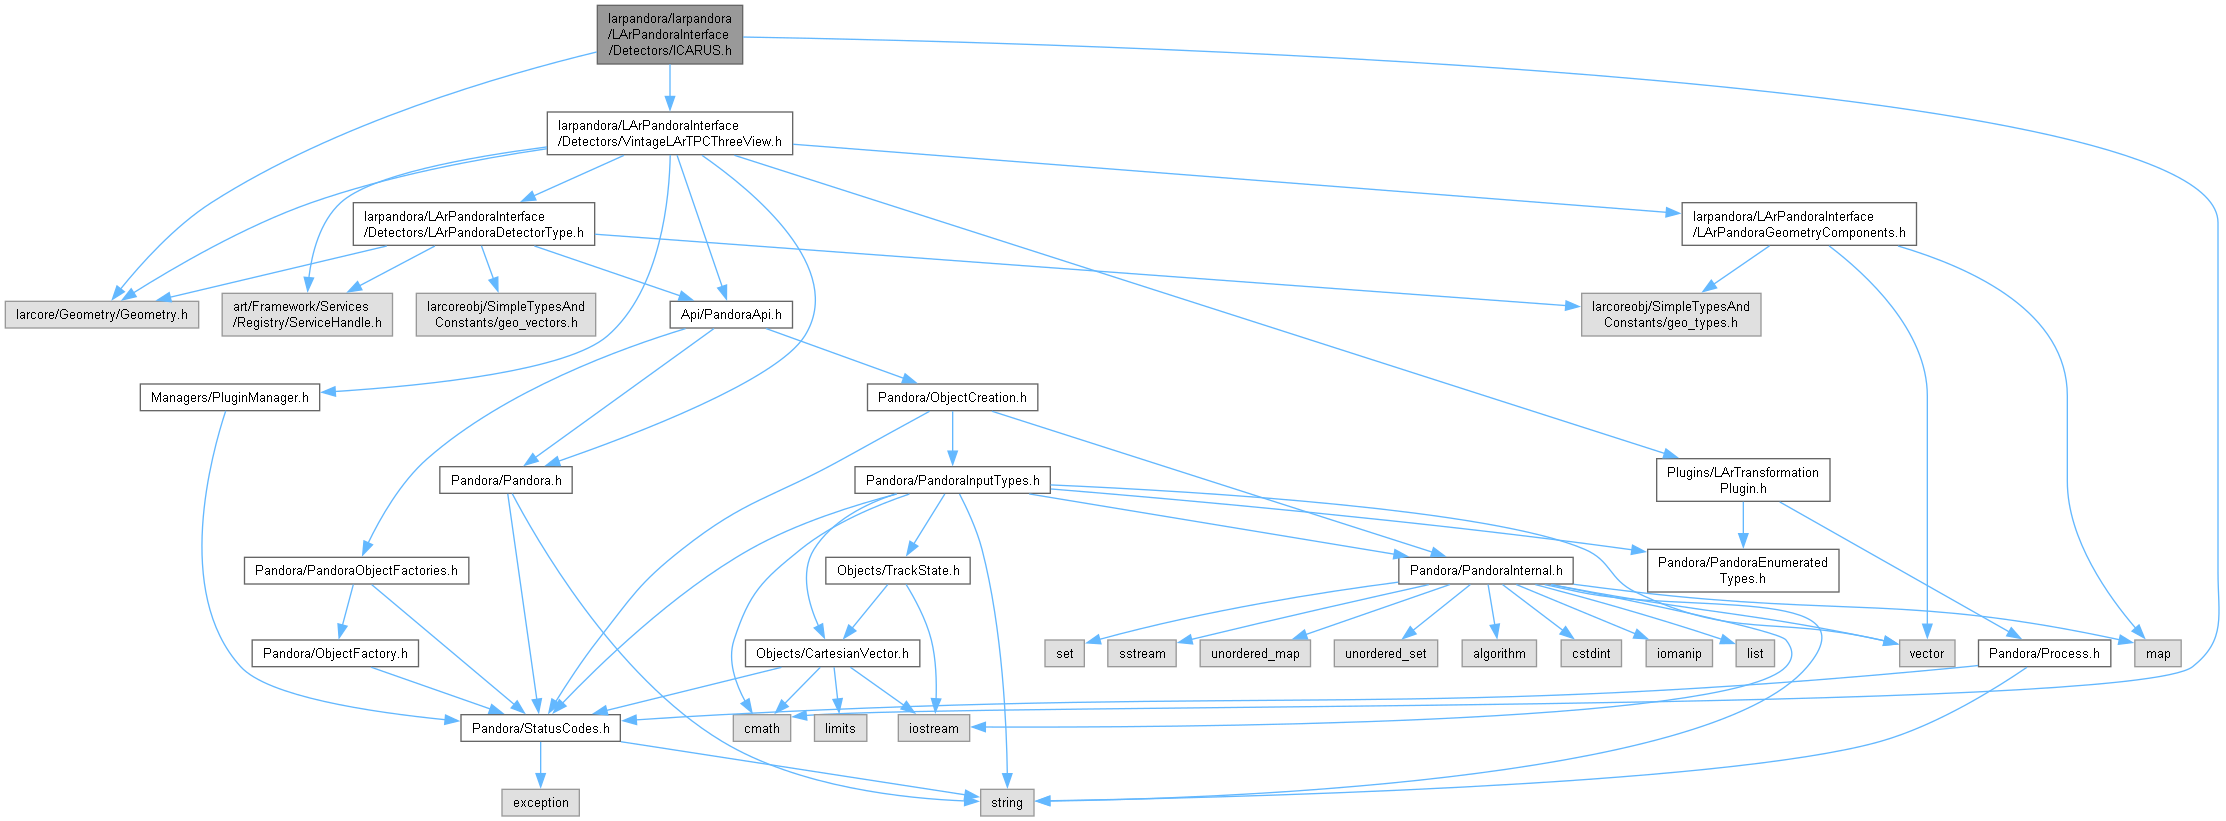 larpandora/larpandora
/LArPandoraInterface
/Detectors/ICARUS.h
larpandora/LArPandoraInterface
/Detectors/VintageLArTPCThreeView.h
larpandora/LArPandoraInterface
/Detectors/LArPandoraDetectorType.h
larpandora/LArPandoraInterface
/LArPandoraGeometryComponents.h
larcore/Geometry/Geometry.h
art/Framework/Services
/Registry/ServiceHandle.h
larcoreobj/SimpleTypesAnd
Constants/geo_vectors.h
Api/PandoraApi.h
larcoreobj/SimpleTypesAnd
Constants/geo_types.h
Managers/PluginManager.h
Pandora/ObjectCreation.h
Pandora/Pandora.h
Pandora/PandoraInputTypes.h
Plugins/LArTransformation
Plugin.h
Pandora/PandoraObjectFactories.h
Objects/TrackState.h
Pandora/PandoraInternal.h
Pandora/PandoraEnumerated
Types.h
Pandora/ObjectFactory.h
Objects/CartesianVector.h
set
sstream
unordered_map
unordered_set
algorithm
cstdint
iomanip
list
vector
Pandora/Process.h
map
Pandora/StatusCodes.h
cmath
limits
iostream
exception
string